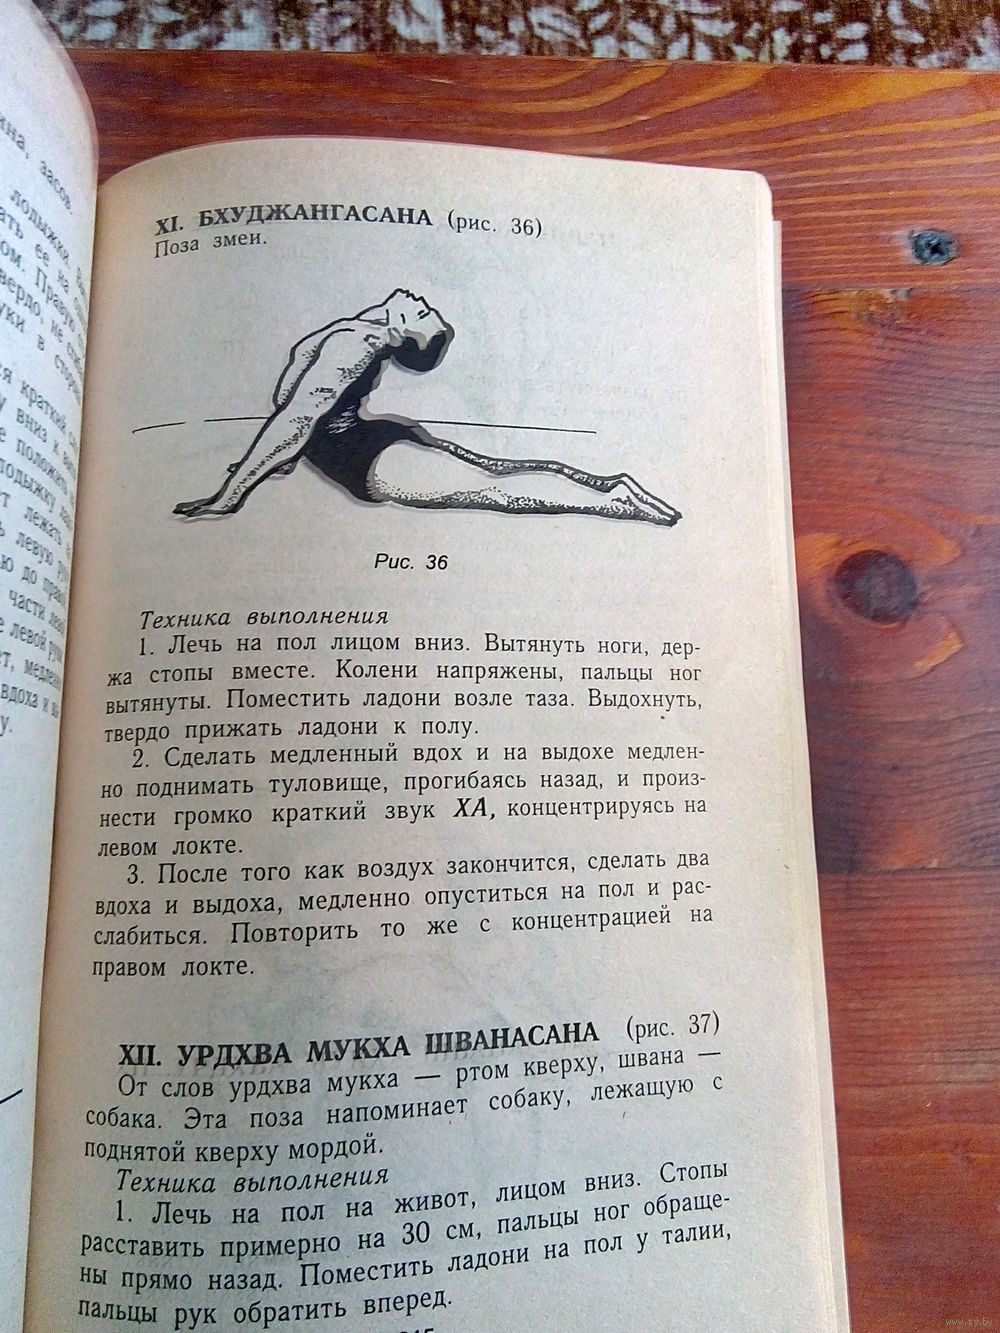 ина, засов.
лодыжки
XI. БХУДЖАНГАСАНА (рис. 36)
Поза змеи.
Рис. 36
Техника выполнения
1. Лечь на пол лицом вниз. Вытянуть ноги, дер-
жа стопы вместе. Колени напряжены, пальцы ног
вытянуты. Поместить ладони возле таза. Выдохнуть,
твердо прижать ладони к полу.
2. Сделать медленный вдох и на выдохе медлен-
но поднимать туловище, прогибаясь назад, и произ-
нести громко краткий звук ХА, концентрируясь на
левом локте.
3. После того как воздух закончится, сделать два
вдоха и выдоха, медленно опуститься на пол и рас-
слабиться. Повторить то же с концентрацией на
правом локте.
XII. УРДХВА МУКХА ШВАНАСАНА (рис. 37)
От слов урдхва мукха — ртом кверху, швана —
собака. Эта поза напоминает собаку, лежащую с
поднятой кверху мордой.
Техника выполнения
1. Лечь на пол на живот, лицом вниз. Стопы
расставить примерно на 30 см, пальцы ног обраще-
ны прямо назад. Поместить ладони на пол у талии,
пальцы рук обратить вперед.
www.ay.by